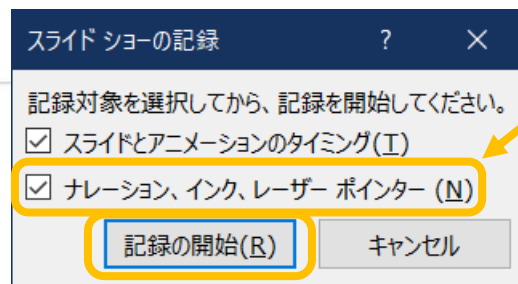 スライド ショーの記録 ? ×
記録対象を選択してから、記録を開始してください。
スライドとアニメーションのタイミング(T)
ナレーション、インク、レーザー ポインター (N)
記録の開始(R) キャンセル